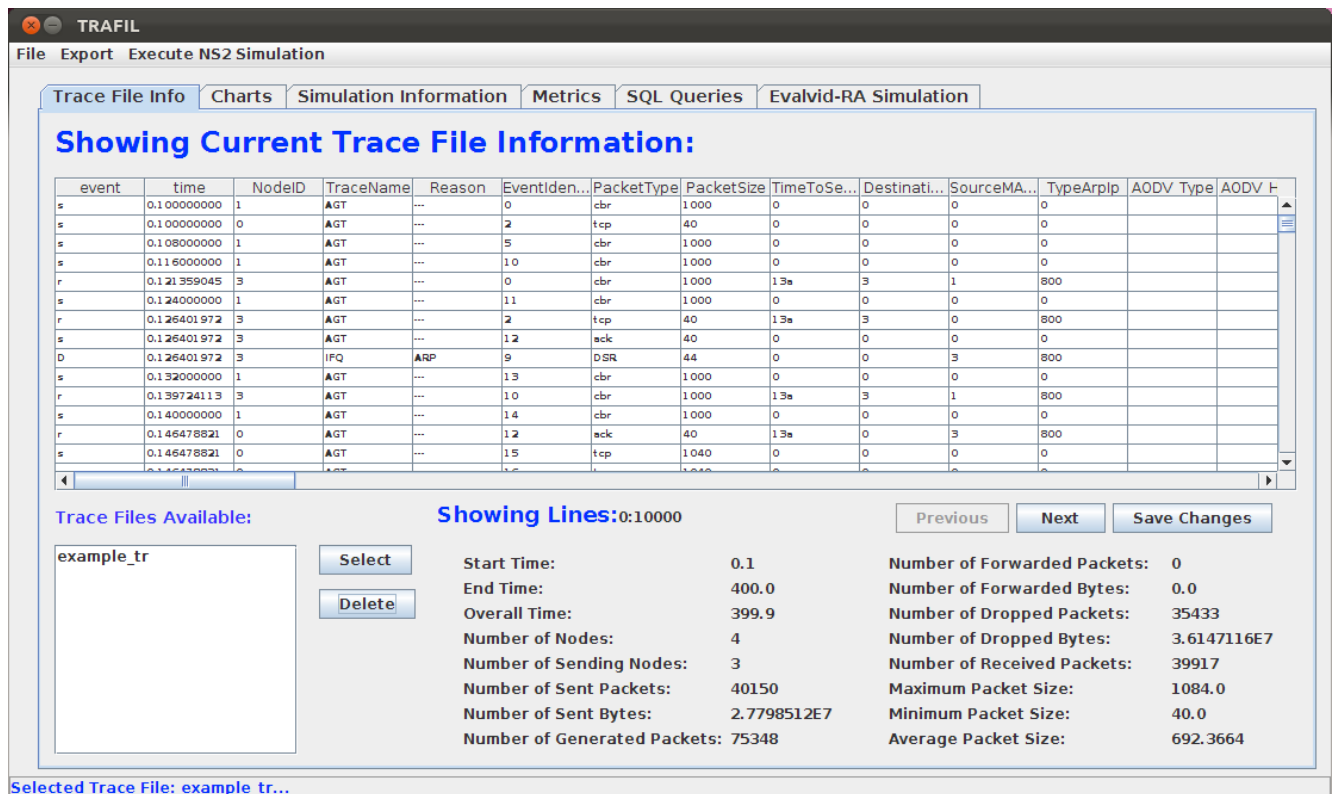 TRAFIL
File Export Execute NS2 Simulation
Trace File Info Charts Simulation Information Metrics SQL Queries Evalvid-RA Simulation
Showing Current Trace File Information:
event time NodeID TraceName Reason EventIden... PacketType PacketSize TimeToSe... Destinati... SourceMA... TypeArpIp AODV_Type AODV_H
s 0.100000000 1 AGT --- 0 cbr 1000 0 0 0 0
s 0.100000000 0 AGT --- 2 tcp 40 0 0 0 0
s 0.108000000 1 AGT --- 5 cbr 1000 0 0 0 0
s 0.116000000 1 AGT --- 10 cbr 1000 0 0 0 0
r 0.121359045 3 AGT --- 0 cbr 1000 13a 3 1 800
s 0.124000000 1 AGT --- 11 cbr 1000 0 0 0 0
r 0.126401972 3 AGT --- 2 tcp 40 13a 3 0 800
s 0.126401972 3 AGT --- 12 ack 40 0 0 0 0
D 0.126401972 3 IFQ ARP 9 DSR 44 0 0 3 800
s 0.132000000 1 AGT --- 13 cbr 1000 0 0 0 0
r 0.139724113 3 AGT --- 10 cbr 1000 13a 3 1 800
s 0.140000000 1 AGT --- 14 cbr 1000 0 0 0 0
r 0.146478821 0 AGT --- 12 ack 40 13a 0 3 800
s 0.146478821 0 AGT --- 15 tcp 1040 0 0 0 0
Trace Files Available:
example_tr
Select
Delete
Showing Lines:0:10000
Previous Next Save Changes
Start Time: 0.1
End Time: 400.0
Overall Time: 399.9
Number of Nodes: 4
Number of Sending Nodes: 3
Number of Sent Packets: 40150
Number of Sent Bytes: 2.7798512E7
Number of Generated Packets: 75348
Number of Forwarded Packets: 0
Number of Forwarded Bytes: 0.0
Number of Dropped Packets: 35433
Number of Dropped Bytes: 3.6147116E7
Number of Received Packets: 39917
Maximum Packet Size: 1084.0
Minimum Packet Size: 40.0
Average Packet Size: 692.3664
Selected Trace File: example_tr...